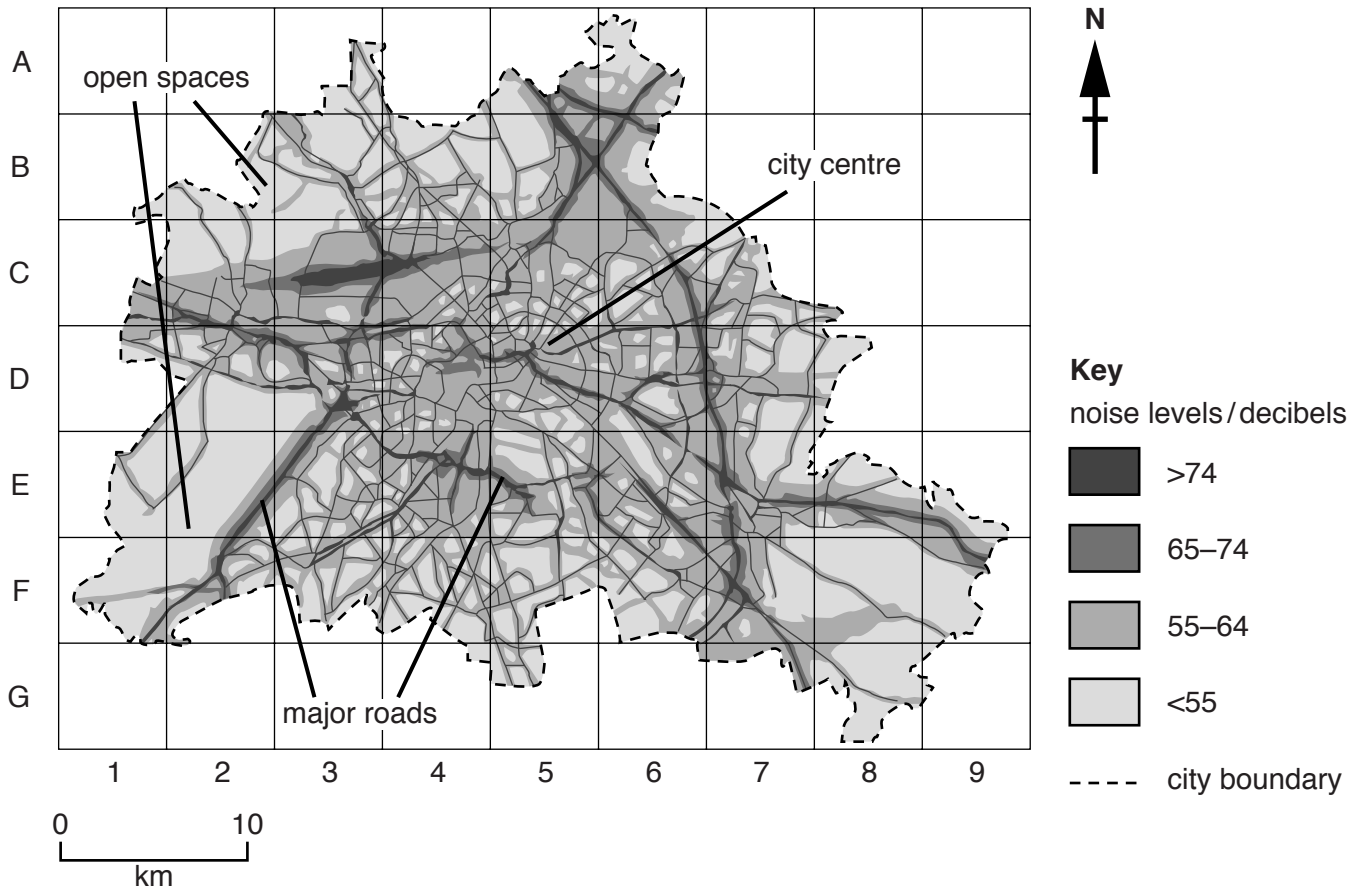 A
B
C
D
E
F
G
open spaces
city centre
major roads
1 2 3 4 5 6 7 8 9
0 10
km
N
Key
noise levels / decibels
>74
65–74
55–64
<55
city boundary